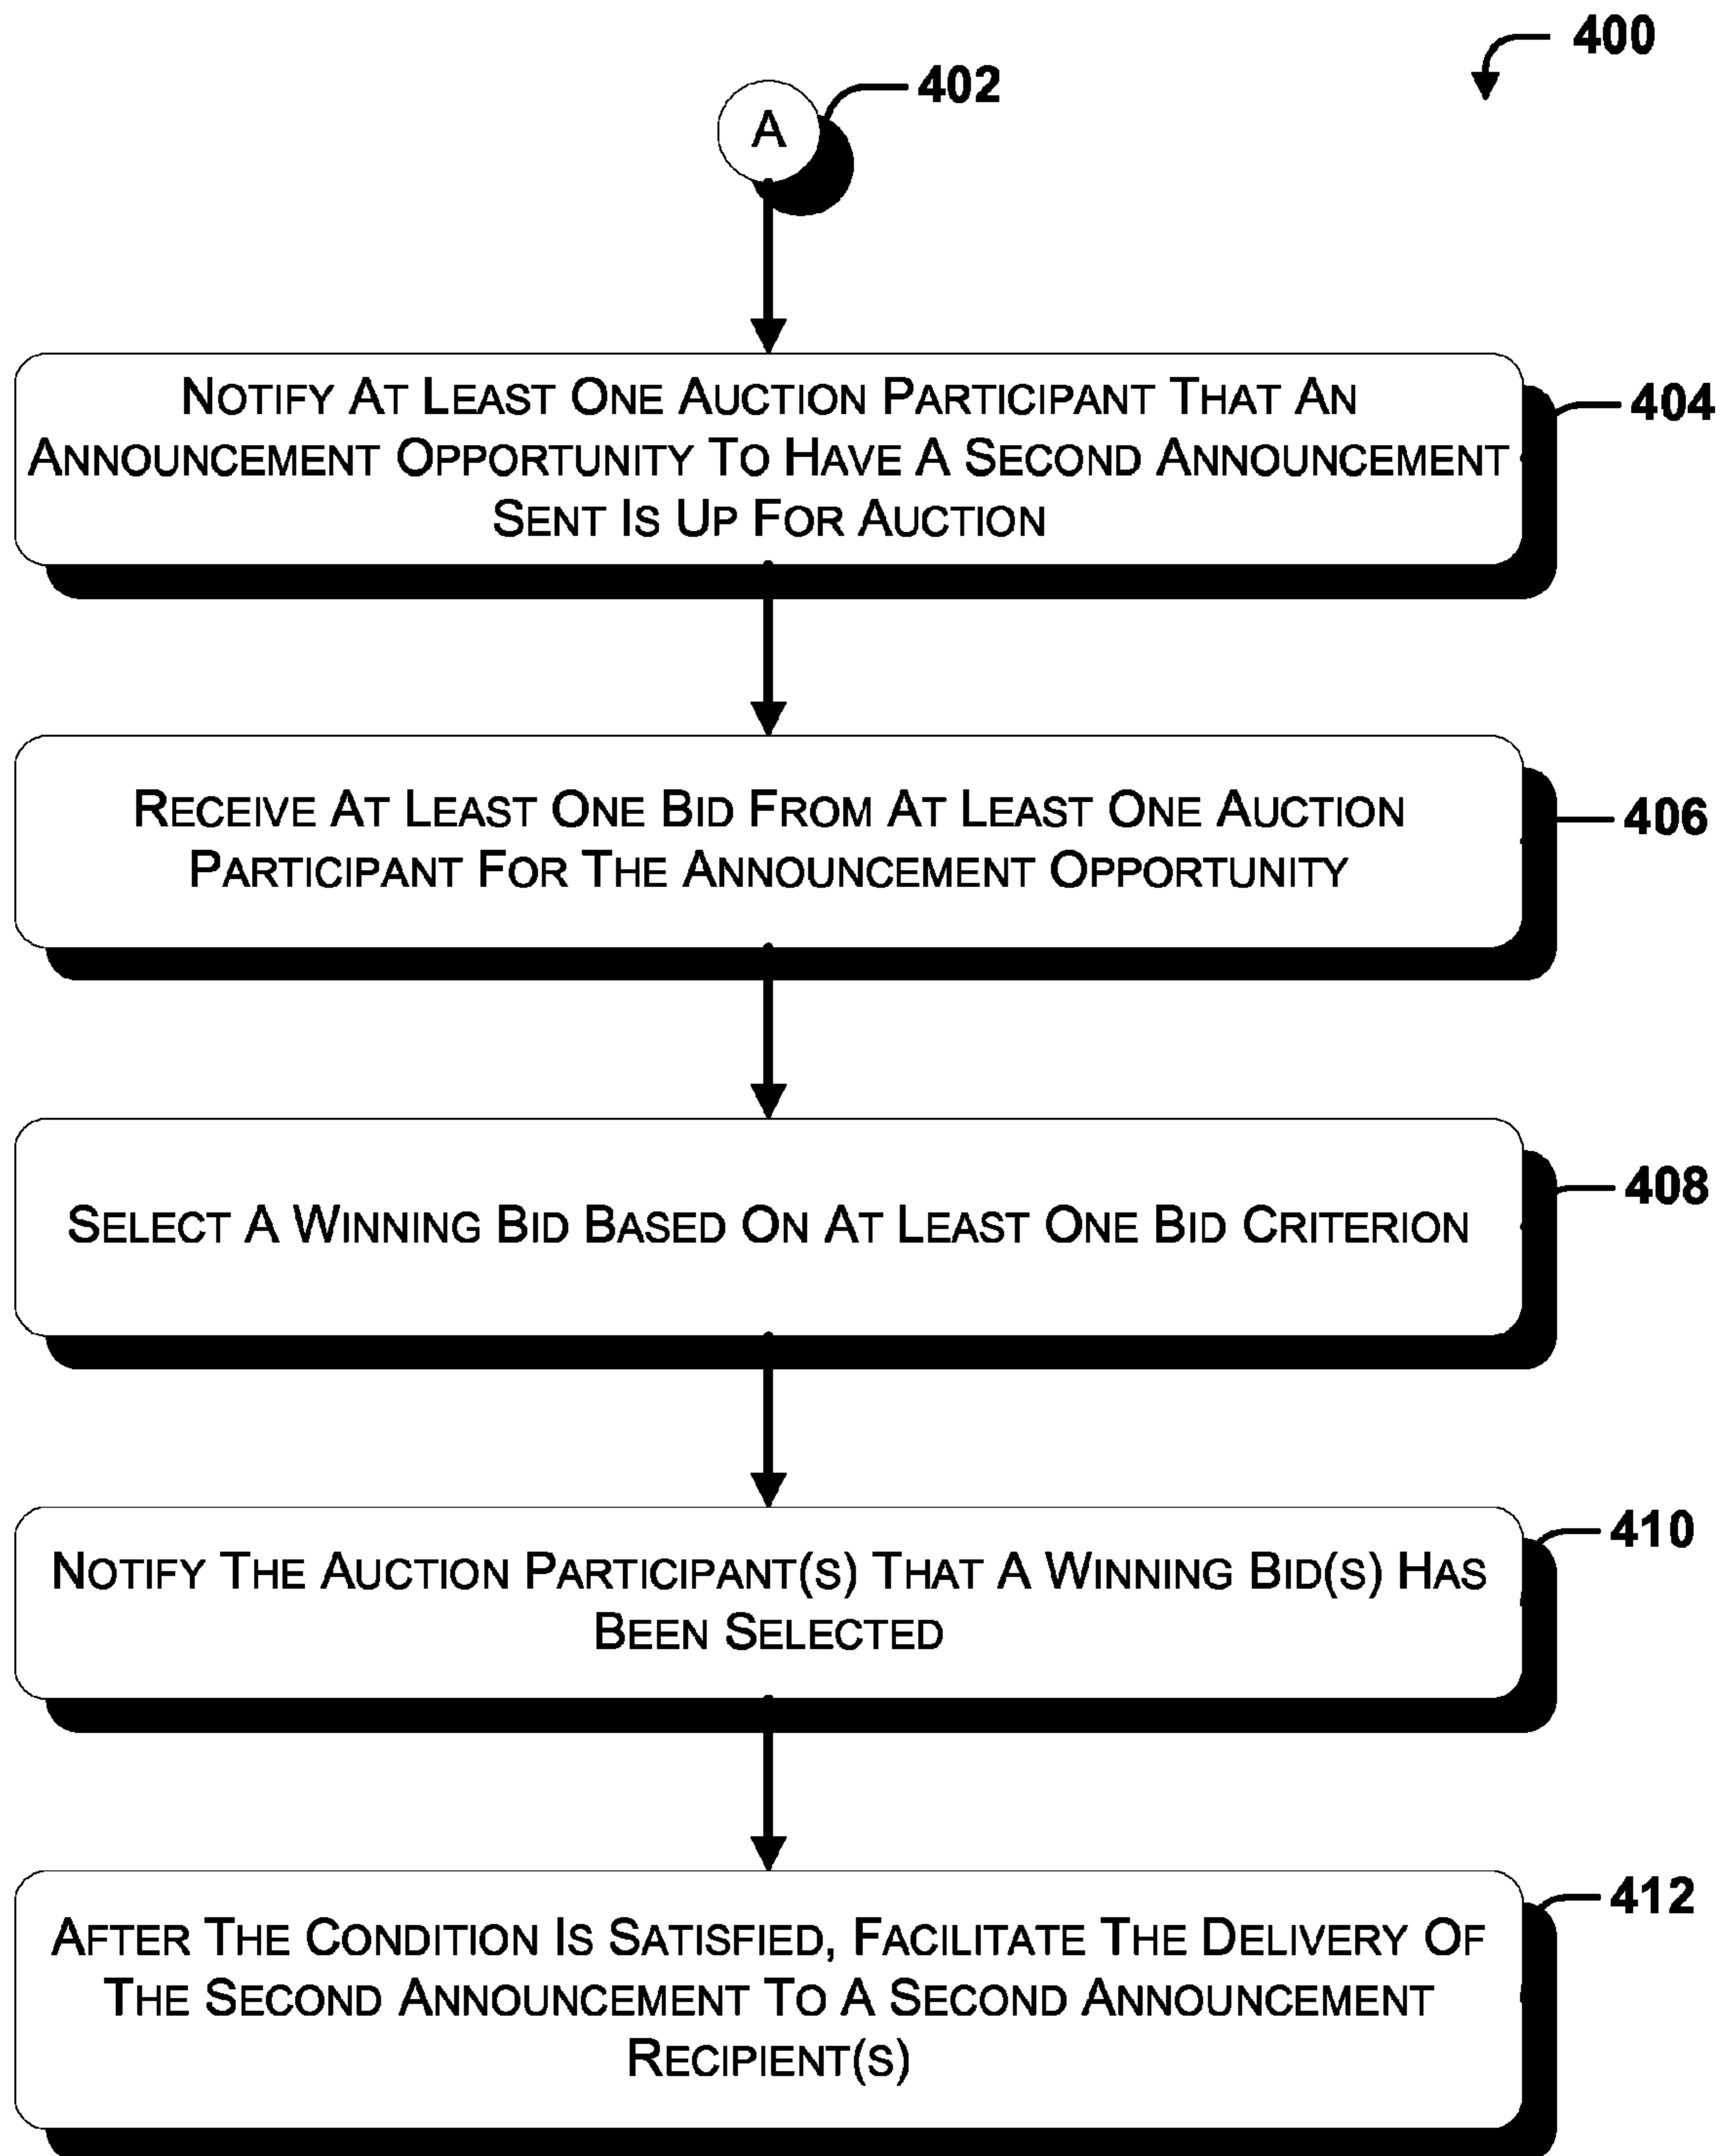 400
402
A
NOTIFY AT LEAST ONE AUCTION PARTICIPANT THAT AN
ANNOUNCEMENT OPPORTUNITY TO HAVE A SECOND ANNOUNCEMENT
SENT IS UP FOR AUCTION
404
RECEIVE AT LEAST ONE BID FROM AT LEAST ONE AUCTION
PARTICIPANT FOR THE ANNOUNCEMENT OPPORTUNITY
406
SELECT A WINNING BID BASED ON AT LEAST ONE BID CRITERION
408
NOTIFY THE AUCTION PARTICIPANT(S) THAT A WINNING BID(S) HAS
BEEN SELECTED
410
AFTER THE CONDITION IS SATISFIED, FACILITATE THE DELIVERY OF
THE SECOND ANNOUNCEMENT TO A SECOND ANNOUNCEMENT
RECIPIENT(S)
412